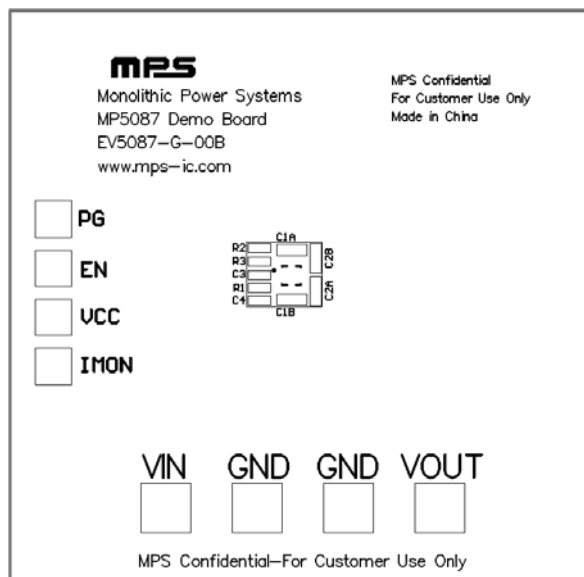 MPS
Monolithic Power Systems
MP5087 Demo Board
EV5087-G-00B
www.mps-ic.com
MPS Confidential
For Customer Use Only
Made in China
PG
EN
VCC
IMON
C1A
R2
R3
C3
R1
C4
C2B
C2A
C1B
VIN GND GND VOUT
MPS Confidential-For Customer Use Only